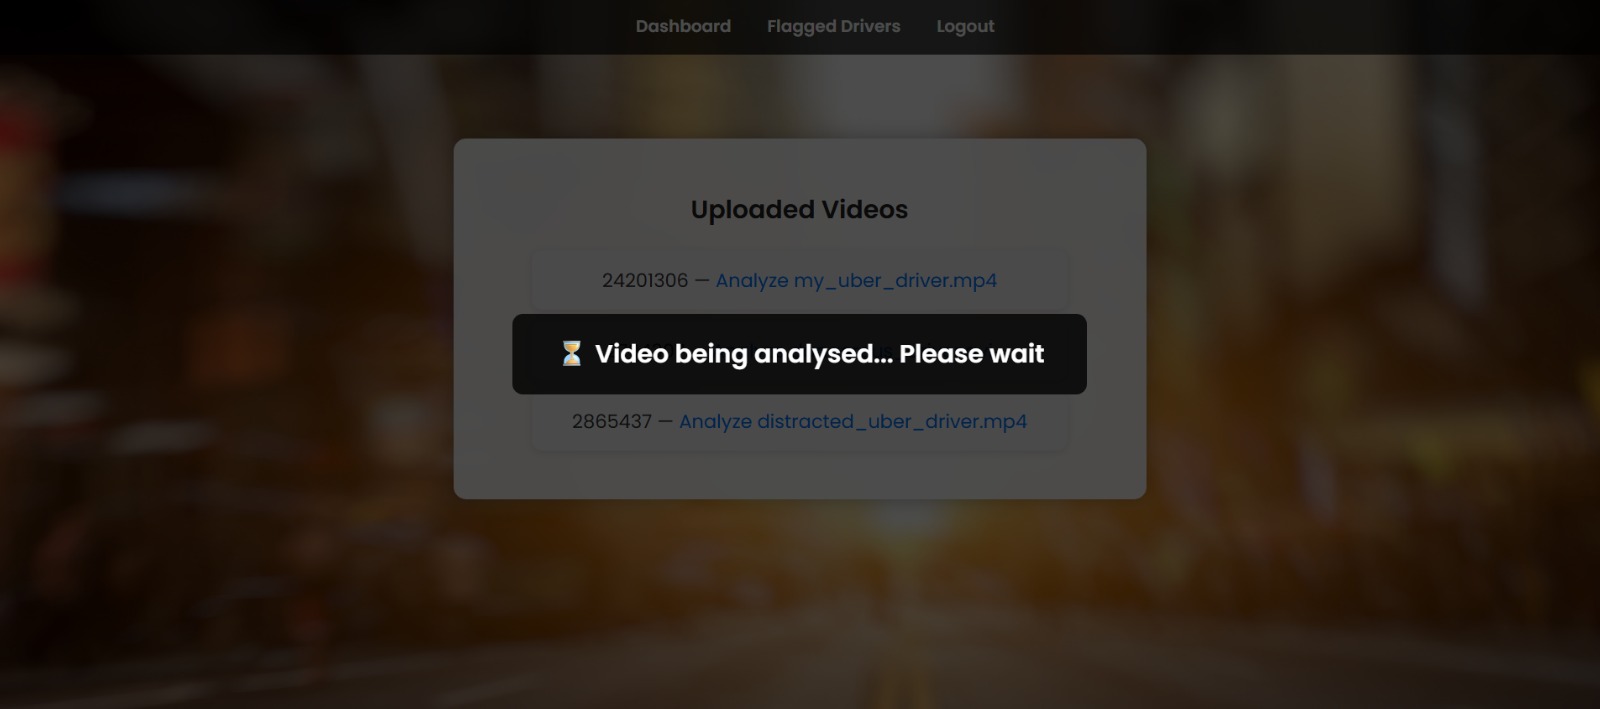 Dashboard Flagged Drivers Logout
Uploaded Videos
24201306 — Analyze my_uber_driver.mp4
⏳ Video being analysed... Please wait
2865437 — Analyze distracted_uber_driver.mp4